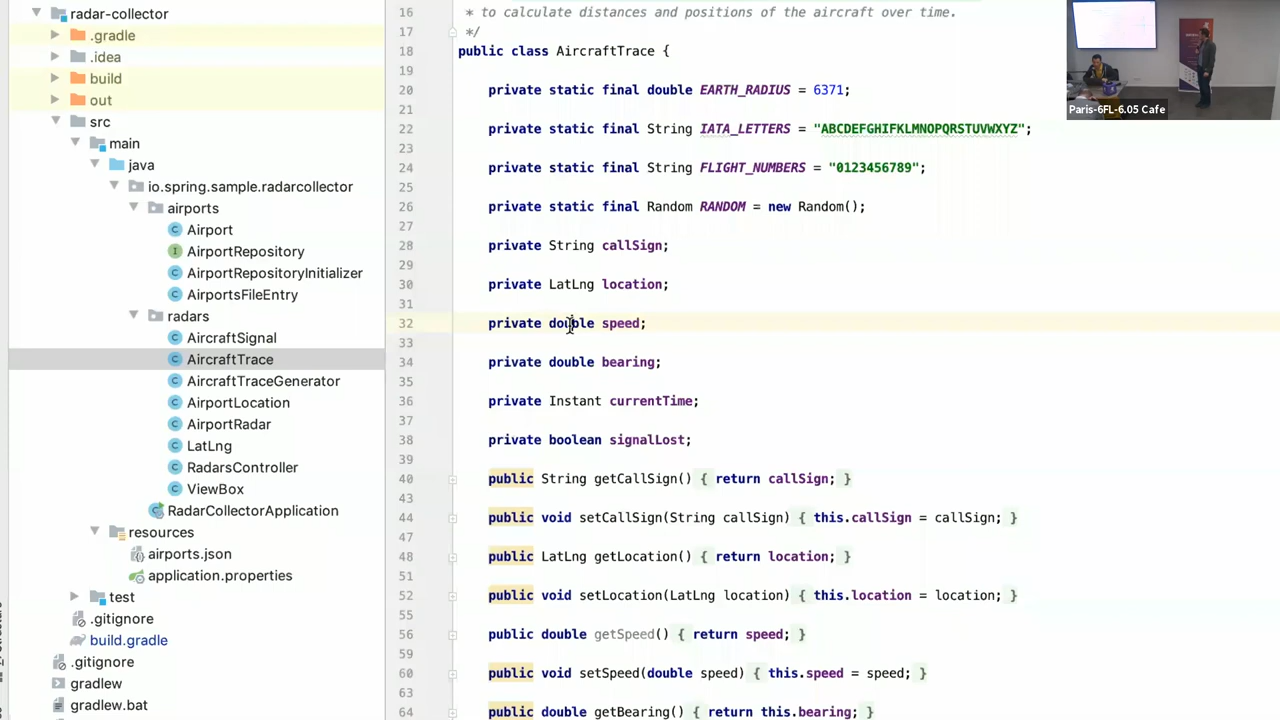 radar-collector
.gradle
.idea
build
out
src
main
java
io.spring.sample.radarcollector
airports
Airport
AirportRepository
AirportRepositoryInitializer
AirportsFileEntry
radars
AircraftSignal
AircraftTrace
AircraftTraceGenerator
AirportLocation
AirportRadar
LatLng
RadarsController
ViewBox
RadarCollectorApplication
resources
airports.json
application.properties
test
.gitignore
build.gradle
.gitignore
gradlew
gradlew.bat
16 * to calculate distances and positions of the aircraft over time.
17 */
18 public class AircraftTrace {
19
20 private static final double EARTH_RADIUS = 6371;
21
22 private static final String IATA_LETTERS = "ABCDEFGHIFKLMNOPQRSTUVWXYZ";
23
24 private static final String FLIGHT_NUMBERS = "0123456789";
25
26 private static final Random RANDOM = new Random();
27
28 private String callSign;
29
30 private LatLng location;
31
32 private double speed;
33
34 private double bearing;
35
36 private Instant currentTime;
37
38 private boolean signalLost;
39
40 public String getCallSign() { return callSign; }
43
44 public void setCallSign(String callSign) { this.callSign = callSign; }
47
48 public LatLng getLocation() { return location; }
51
52 public void setLocation(LatLng location) { this.location = location; }
55
56 public double getSpeed() { return speed; }
59
60 public void setSpeed(double speed) { this.speed = speed; }
63
64 public double getBearing() { return this.bearing; }
Paris-6FL-6.05 Cafe